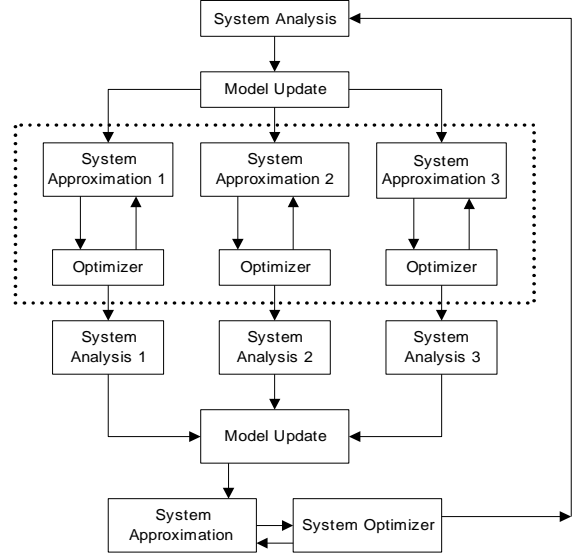 System Analysis
Model Update
System
Approximation 1
System
Approximation 2
System
Approximation 3
Optimizer
Optimizer
Optimizer
System
Analysis 1
System
Analysis 2
System
Analysis 3
Model Update
System
Approximation
System Optimizer